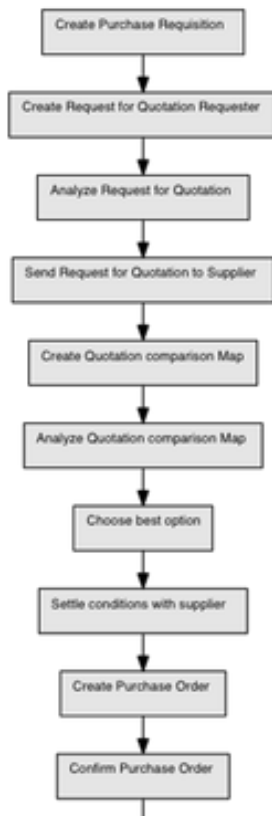 Create Purchase Requisition
Create Request for Quotation Requester
Analyze Request for Quotation
Send Request for Quotation to Supplier
Create Quotation comparison Map
Analyze Quotation comparison Map
Choose best option
Settle conditions with supplier
Create Purchase Order
Confirm Purchase Order